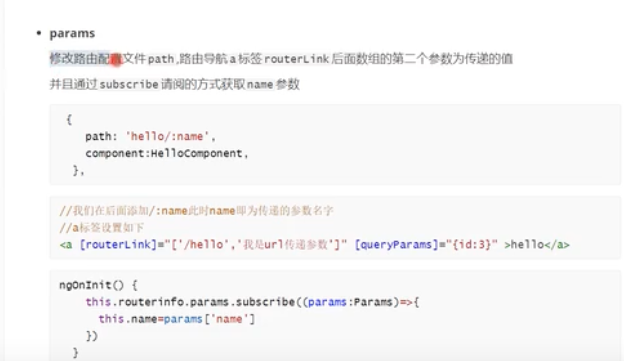 params
修改路由配置文件path,路由导航a标签routerLink后面数组的第二个参数为传递的值
并且通过subscribe请阅的方式获取name参数
{
path: 'hello/:name',
component:HelloComponent,
},
//我们在后面添加/:name此时name即为传递的参数名字
//a标签设置如下
<a [routerLink]="['/hello','我是url传递参数']" [queryParams]="{id:3}" >hello</a>
ngOnInit() {
this.routerinfo.params.subscribe((params:Params)=>{
this.name=params['name']
})
}